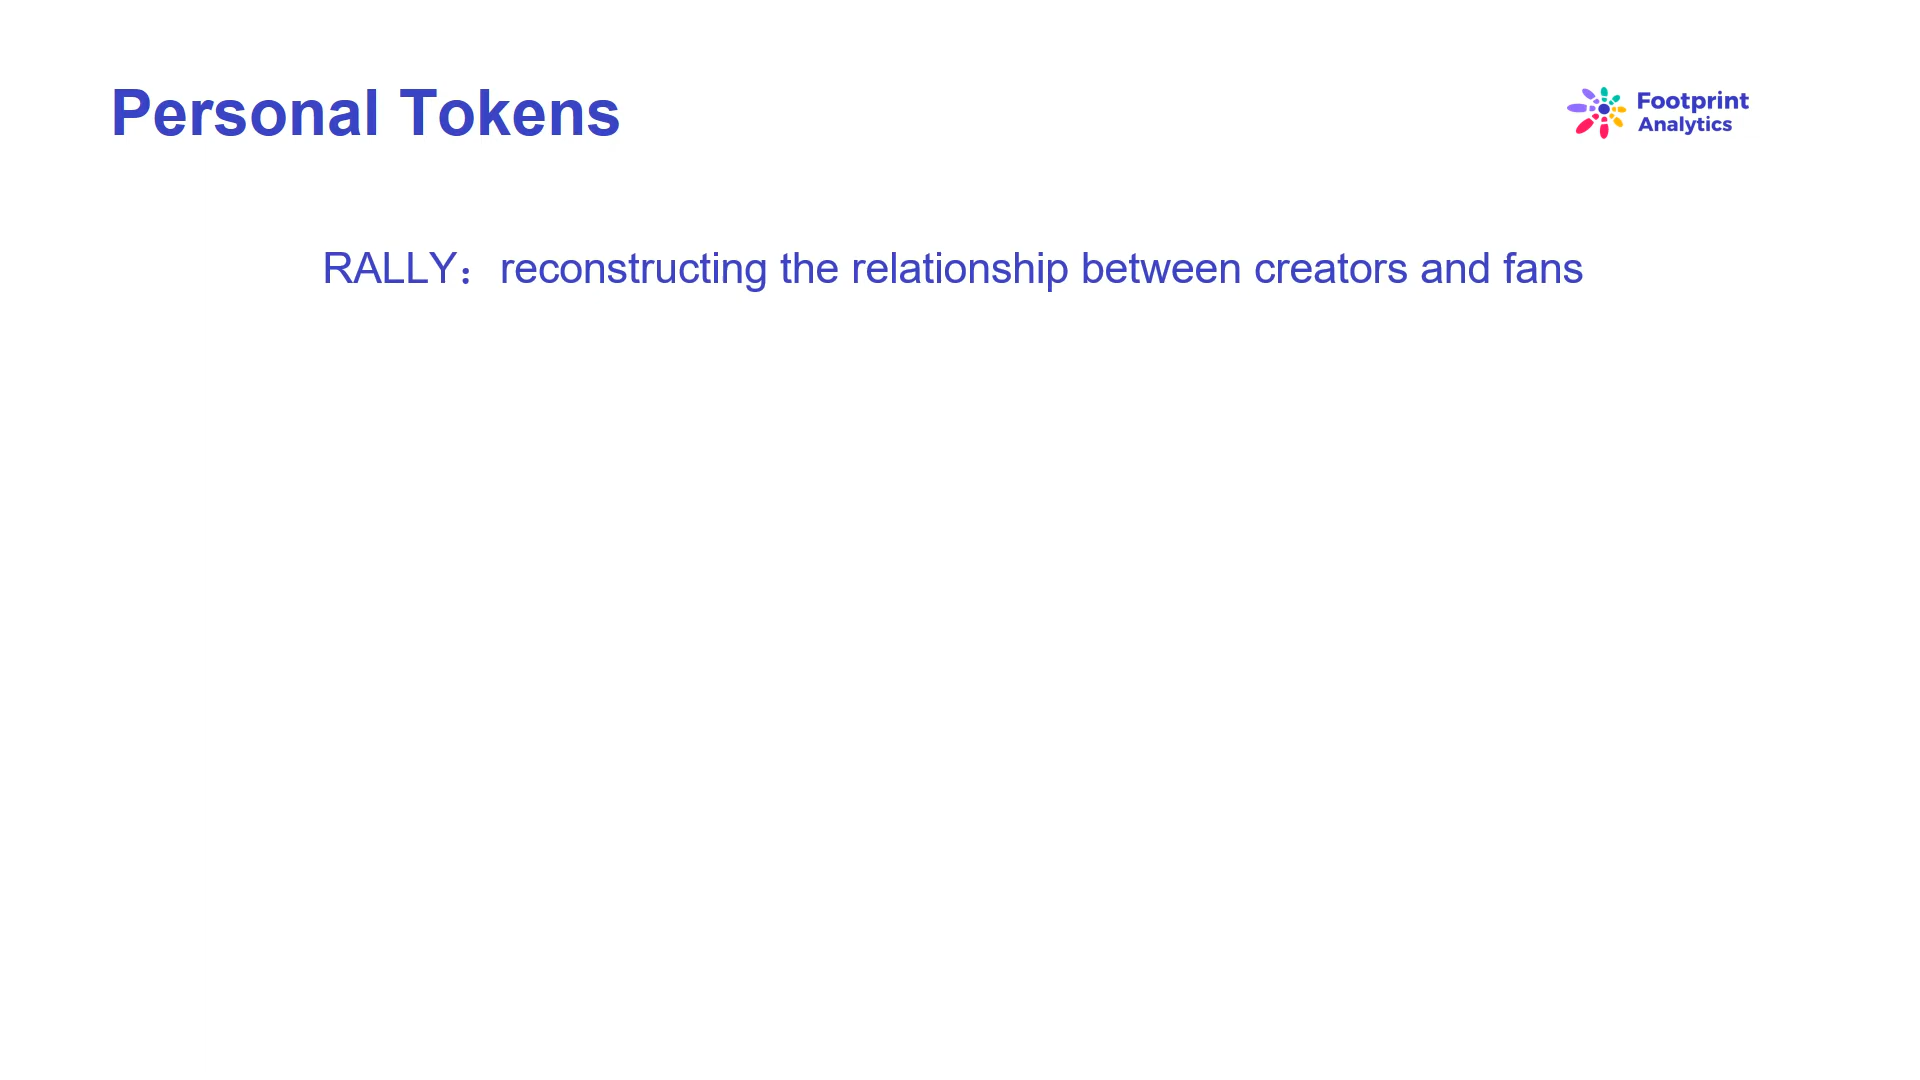 Personal Tokens
Footprint
Analytics
RALLY：reconstructing the relationship between creators and fans